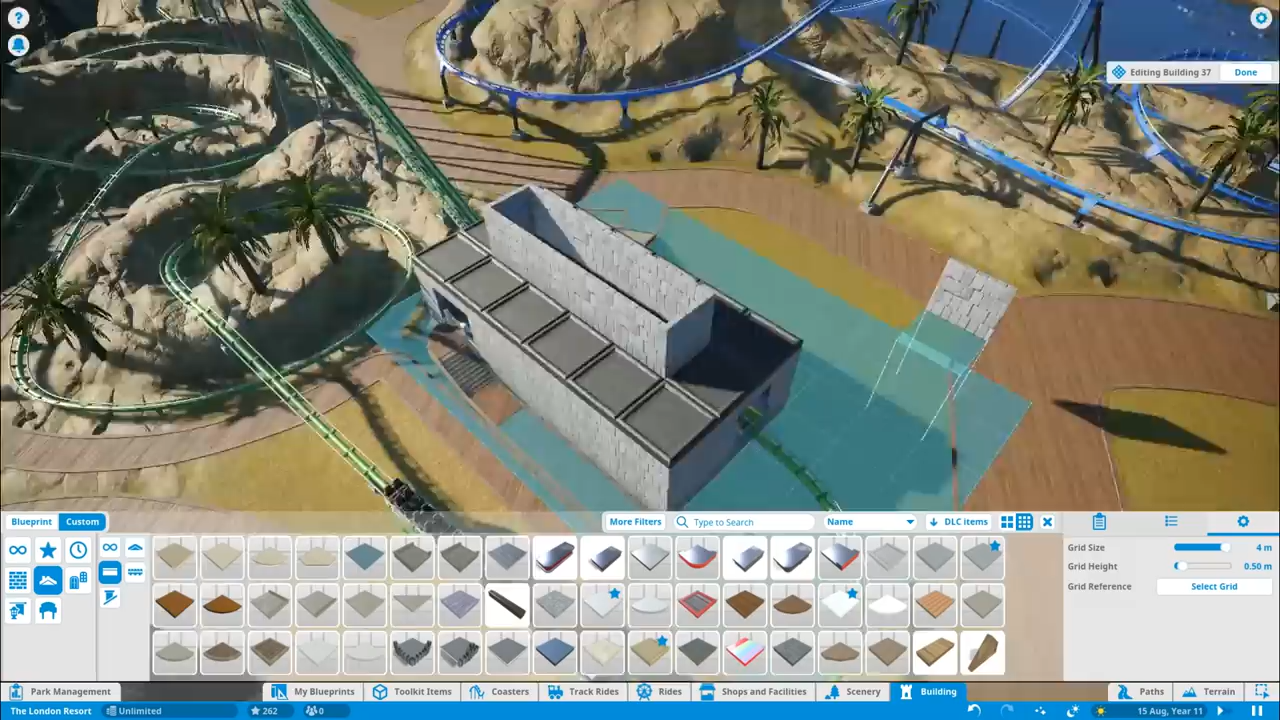 ?
Editing Building 37
Done
Blueprint
Custom
More Filters
Type to Search
Name
DLC items
Grid Size
4 m
Grid Height
0.50 m
Grid Reference
Select Grid
Park Management
My Blueprints
Toolkit Items
Coasters
Track Rides
Rides
Shops and Facilities
Scenery
Building
Paths
Terrain
The London Resort
Unlimited
262
0
15 Aug, Year 11